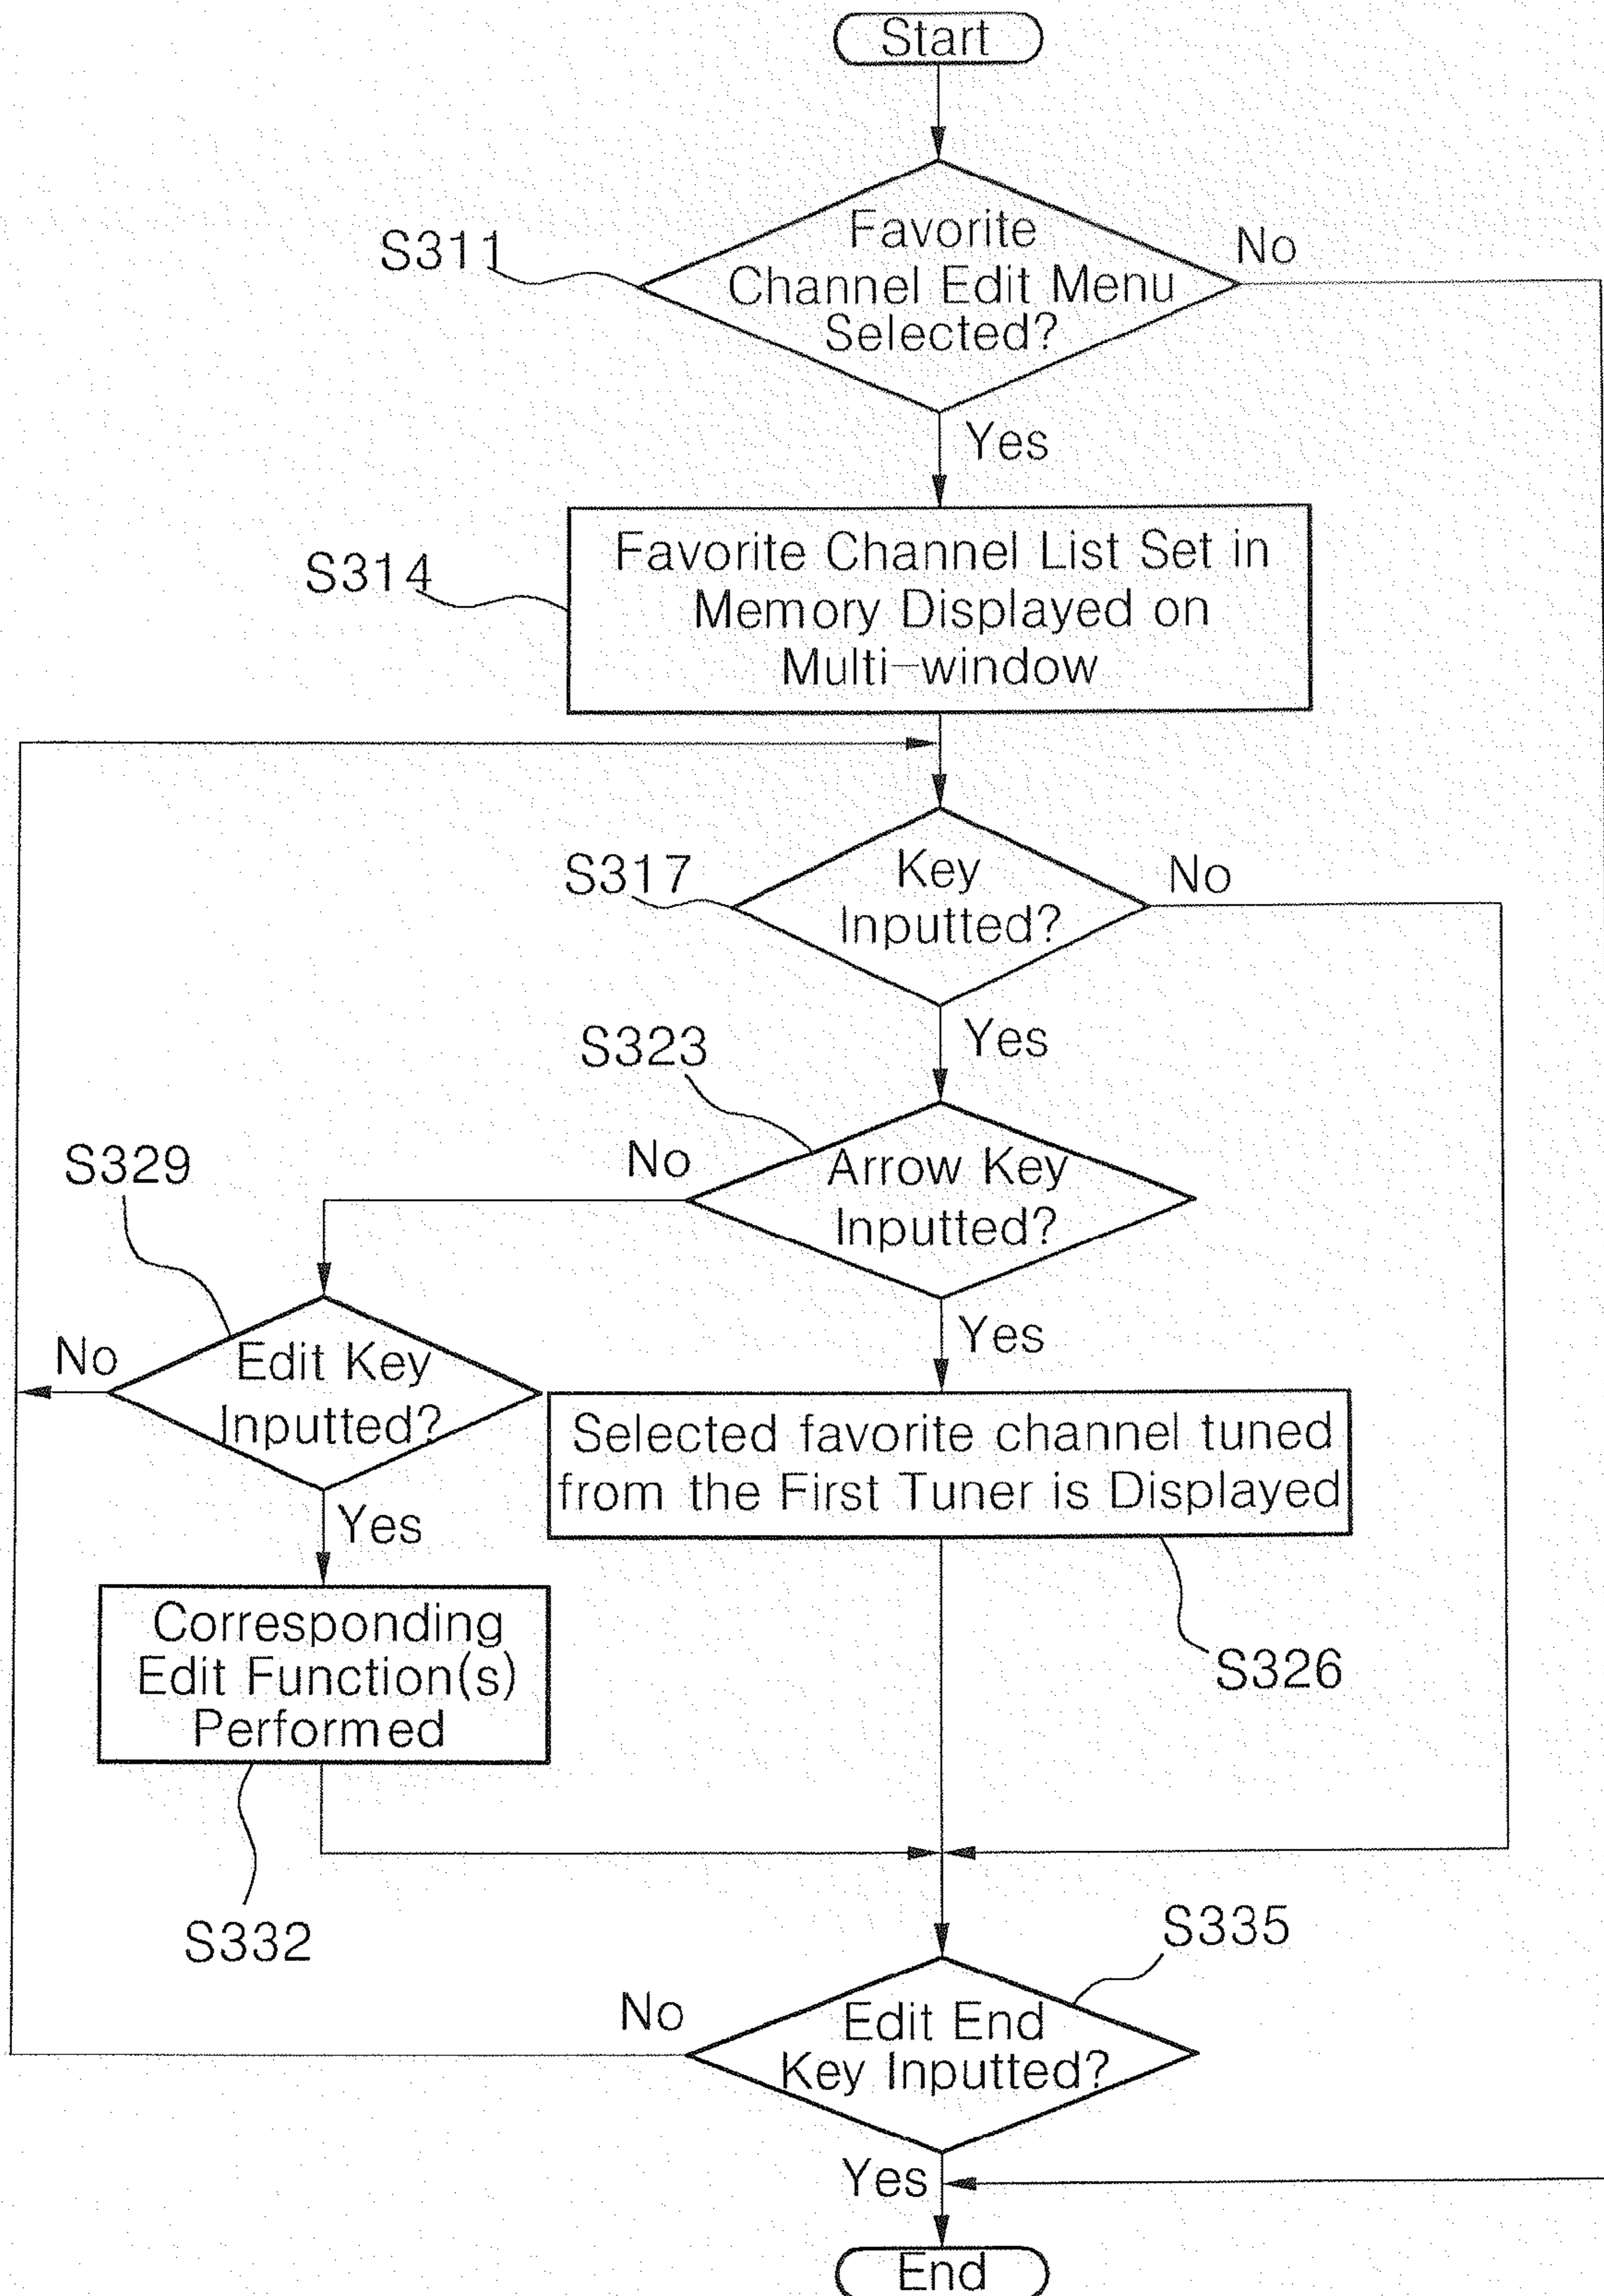 Start
S311
Favorite
Channel Edit Menu
Selected?
No
Yes
S314
Favorite Channel List Set in
Memory Displayed on
Multi-window
S317
Key
Inputted?
No
Yes
S323
No
Arrow Key
Inputted?
S329
Yes
No
Edit Key
Inputted?
Selected favorite channel tuned
from the First Tuner is Displayed
Yes
Corresponding
Edit Function(s)
Performed
S326
S332
S335
No
Edit End
Key Inputted?
Yes
End